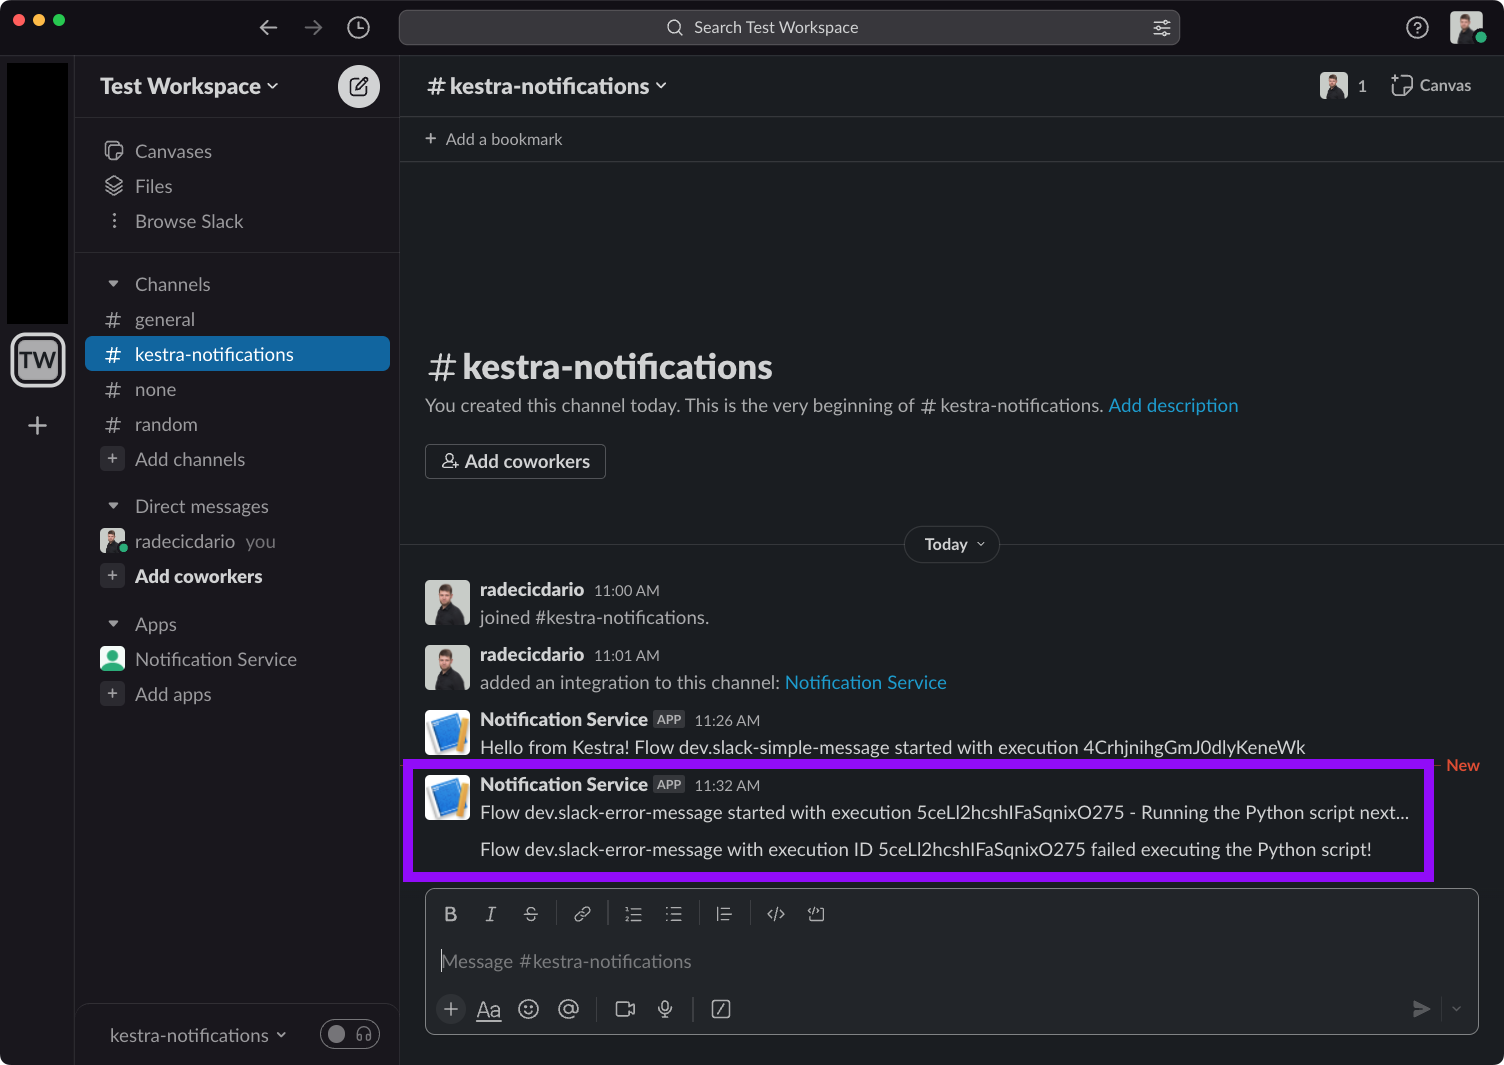 Search Test Workspace
Test Workspace
Canvases
Files
Browse Slack
Channels
# general
# kestra-notifications
# none
# random
+ Add channels
Direct messages
radecicdario you
+ Add coworkers
Apps
Notification Service
+ Add apps
kestra-notifications
TW
+
# kestra-notifications
1
Canvas
+ Add a bookmark
# kestra-notifications
You created this channel today. This is the very beginning of # kestra-notifications. Add description
Add coworkers
Today
radecicdario 11:00 AM
joined #kestra-notifications.
radecicdario 11:01 AM
added an integration to this channel: Notification Service
Notification Service APP 11:26 AM
Hello from Kestra! Flow dev.slack-simple-message started with execution 4CrhjnihgGmJ0dlyKeneWk
New
Notification Service APP 11:32 AM
Flow dev.slack-error-message started with execution 5ceLl2hcshIFaSqnixO275 - Running the Python script next...
Flow dev.slack-error-message with execution ID 5ceLl2hcshIFaSqnixO275 failed executing the Python script!
B I S
Message #kestra-notifications
+ Aa @